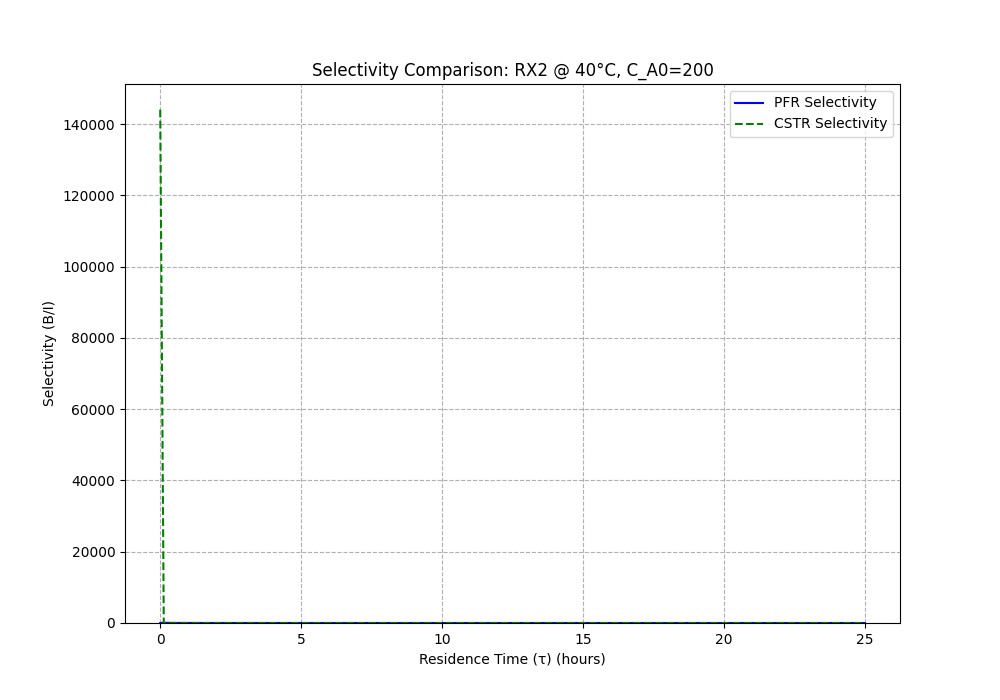 Selectivity Comparison: RX2 @ 40°C, C_A0=200
PFR Selectivity
CSTR Selectivity
140000
120000
100000
80000
60000
40000
20000
0
Selectivity (B/I)
0 5 10 15 20 25
Residence Time (τ) (hours)